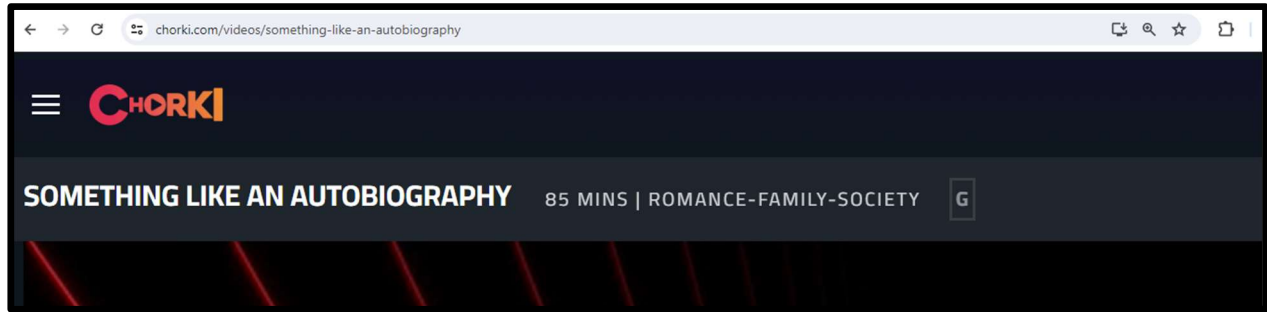 chorki.com/videos/something-like-an-autobiography
CHORKI
SOMETHING LIKE AN AUTOBIOGRAPHY 85 MINS | ROMANCE-FAMILY-SOCIETY G